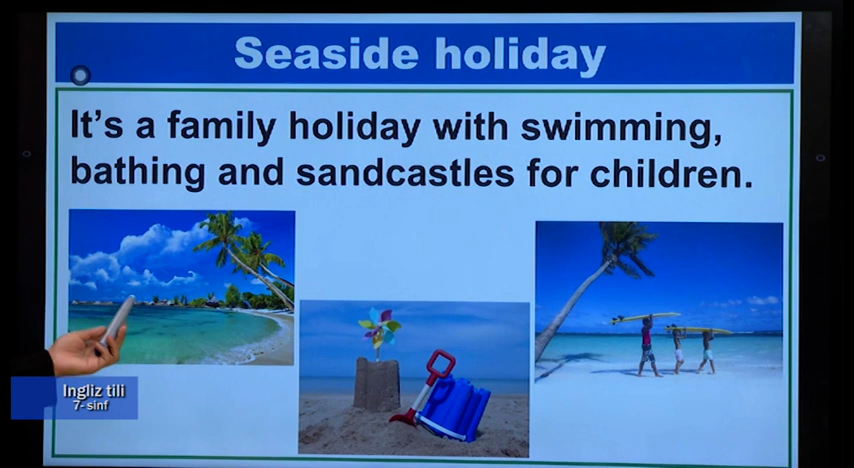 Seaside holiday
It's a family holiday with swimming,
bathing and sandcastles for children.
Ingliz tili
7- sinf